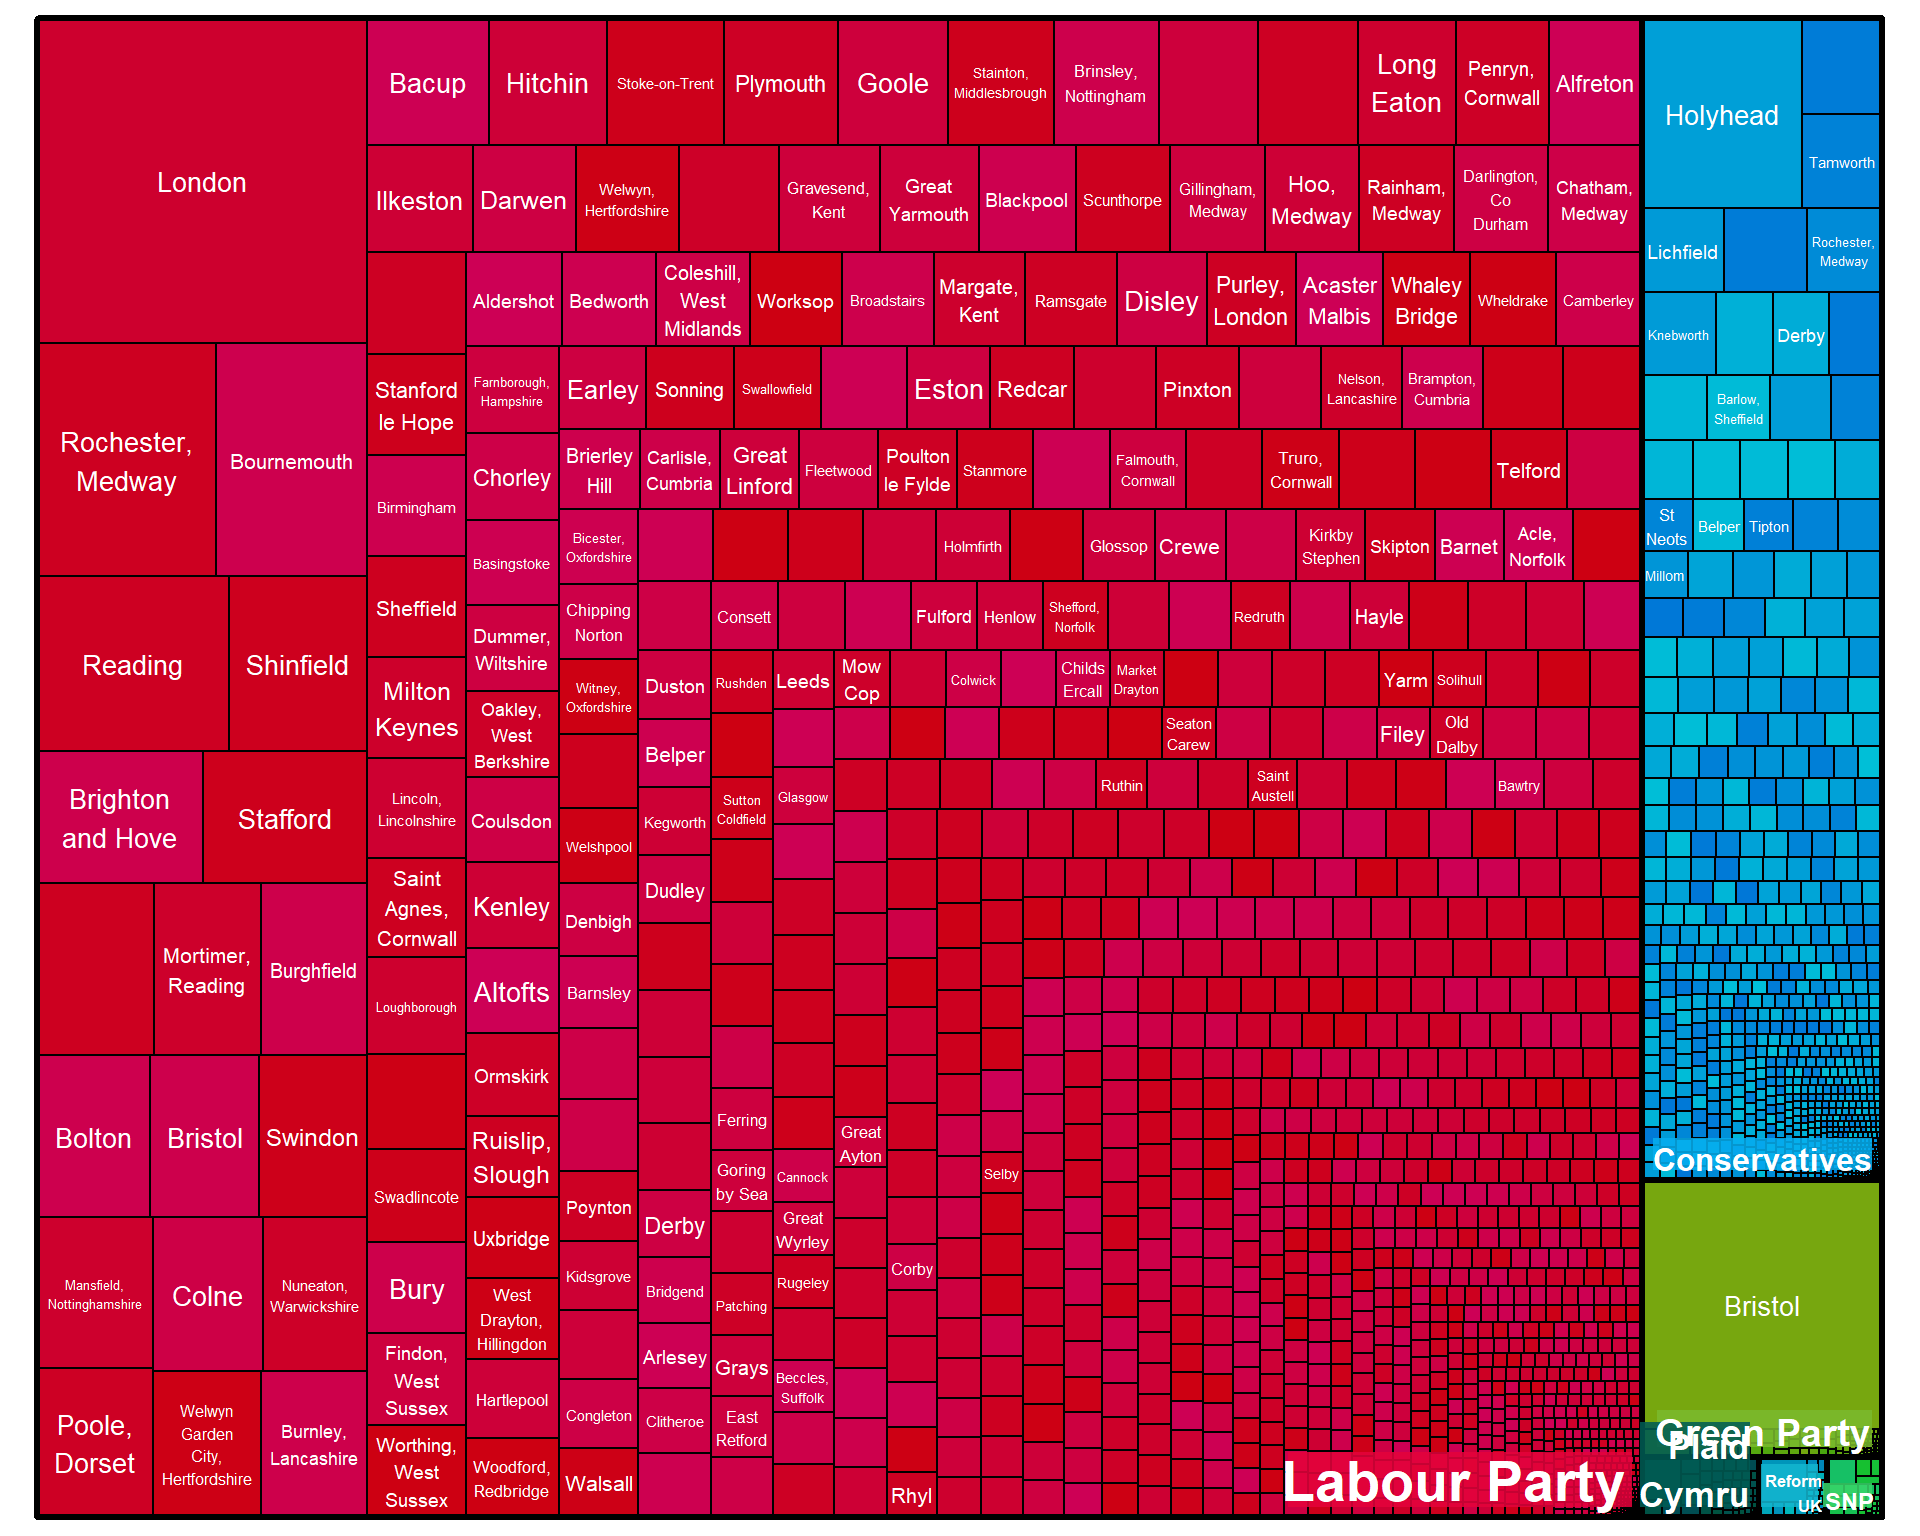 London
Rochester,
Medway
Bournemouth
Reading
Shinfield
Brighton
and Hove
Stafford
Mortimer,
Reading
Burghfield
Bolton
Bristol
Swindon
Mansfield,
Nottinghamshire
Colne
Nuneaton,
Warwickshire
Poole,
Dorset
Welwyn
Garden
City,
Hertfordshire
Burnley,
Lancashire
Bacup
Hitchin
Stoke-on-Trent
Plymouth
Goole
Stainton,
Middlesbrough
Brinsley,
Nottingham
Long
Eaton
Penryn,
Cornwall
Alfreton
Ilkeston
Darwen
Welwyn,
Hertfordshire
Gravesend,
Kent
Great
Yarmouth
Blackpool
Scunthorpe
Gillingham,
Medway
Hoo,
Medway
Rainham,
Medway
Darlington,
Co
Durham
Chatham,
Medway
Stanford
le Hope
Birmingham
Sheffield
Milton
Keynes
Lincoln,
Lincolnshire
Saint
Agnes,
Cornwall
Loughborough
Swadlincote
Bury
Findon,
West
Sussex
Worthing,
West
Sussex
Aldershot
Bedworth
Coleshill,
West
Midlands
Worksop
Broadstairs
Margate,
Kent
Ramsgate
Disley
Purley,
London
Acaster
Malbis
Whaley
Bridge
Wheldrake
Camberley
Farnborough,
Hampshire
Chorley
Basingstoke
Dummer,
Wiltshire
Oakley,
West
Berkshire
Coulsdon
Kenley
Altofts
Ormskirk
Ruislip,
Slough
Uxbridge
West
Drayton,
Hillingdon
Hartlepool
Woodford,
Redbridge
Earley
Sonning
Swallowfield
Eston
Redcar
Pinxton
Nelson,
Lancashire
Brampton,
Cumbria
Brierley
Hill
Carlisle,
Cumbria
Great
Linford
Fleetwood
Poulton
le Fylde
Stanmore
Falmouth,
Cornwall
Truro,
Cornwall
Telford
Bicester,
Oxfordshire
Chipping
Norton
Witney,
Oxfordshire
Welshpool
Denbigh
Barnsley
Poynton
Kidsgrove
Congleton
Walsall
Holmfirth
Glossop
Crewe
Kirkby
Stephen
Skipton
Barnet
Acle,
Norfolk
Consett
Fulford
Henlow
Shefford,
Norfolk
Redruth
Hayle
Duston
Belper
Kegworth
Dudley
Derby
Bridgend
Arlesey
Clitheroe
Rushden
Sutton
Coldfield
Ferring
Goring
by Sea
Patching
Grays
East
Retford
Leeds
Glasgow
Cannock
Great
Wyrley
Rugeley
Beccles,
Suffolk
Mow
Cop
Colwick
Childs
Ercall
Market
Drayton
Yarm
Solihull
Seaton
Carew
Filey
Old
Dalby
Ruthin
Saint
Austell
Bawtry
Great
Ayton
Corby
Rhyl
Selby
Labour Party
Holyhead
Tamworth
Lichfield
Rochester,
Medway
Knebworth
Derby
Barlow,
Sheffield
St
Neots
Belper
Tipton
Millom
Conservatives
Bristol
Green Party
Plaid
Cymru
Reform
UK
SNP